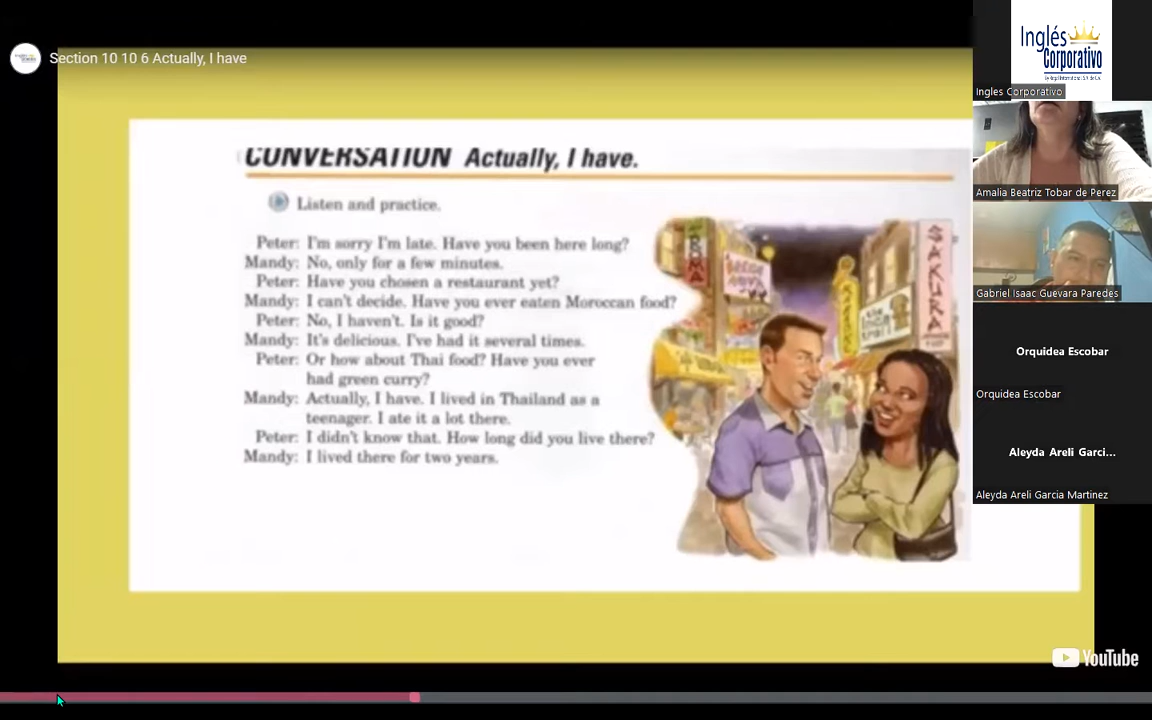 Section 10 10 6 Actually, I have
CONVERSATION Actually, I have.
Listen and practice.
Peter: I'm sorry I'm late. Have you been here long?
Mandy: No, only for a few minutes.
Peter: Have you chosen a restaurant yet?
Mandy: I can't decide. Have you ever eaten Moroccan food?
Peter: No, I haven't. Is it good?
Mandy: It's delicious. I've had it several times.
Peter: Or how about Thai food? Have you ever
had green curry?
Mandy: Actually, I have. I lived in Thailand as a
teenager. I ate it a lot there.
Peter: I didn't know that. How long did you live there?
Mandy: I lived there for two years.
SAKURA
YouTube
Inglés
Corporativo
Ingles Corporativo
Amalia Beatriz Tobar de Perez
Gabriel Isaac Guevara Paredes
Orquidea Escobar
Orquidea Escobar
Aleyda Areli Garci...
Aleyda Areli Garcia Martinez